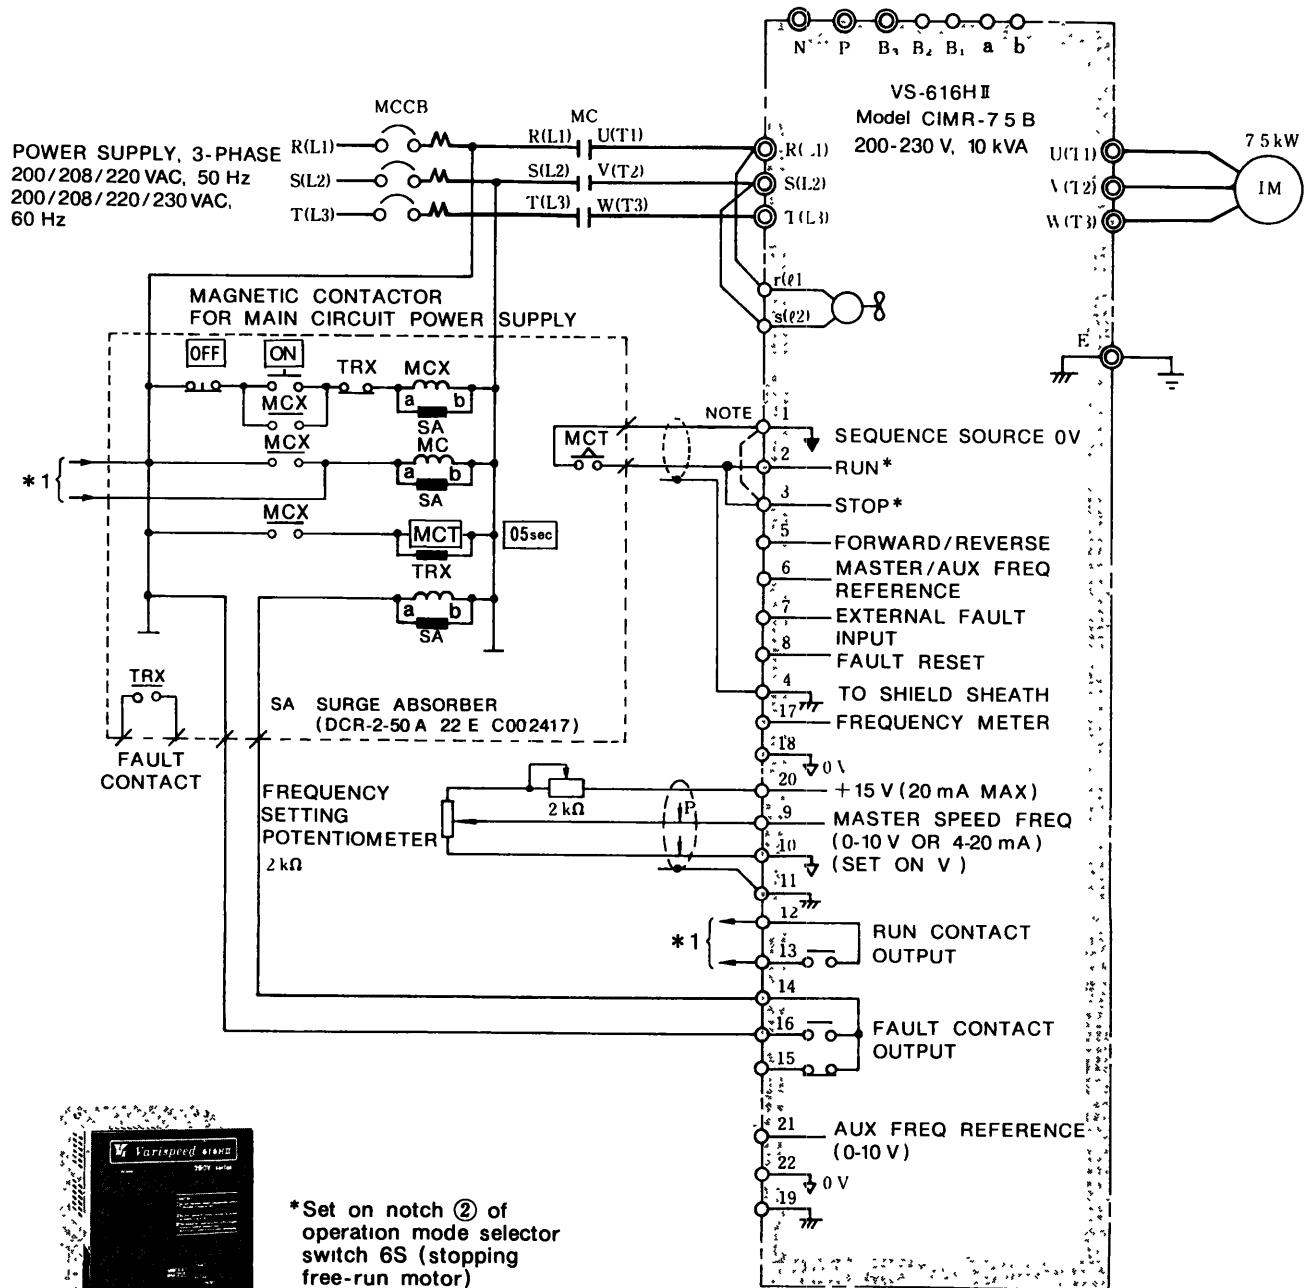 N P B₃ B₂ B₁ a b
VS-616HⅡ
Model CIMR-75B
200-230 V, 10 kVA
MCCB
MC
POWER SUPPLY, 3-PHASE
200/208/220 VAC, 50 Hz
200/208/220/230 VAC,
60 Hz
R(L1)
S(L2)
T(L3)
R(L1) U(T1)
S(L2) V(T2)
T(L3) W(T3)
R(L1)
S(L2)
T(L3)
U(T1)
V(T2)
W(T3)
75kW
IM
r(ℓ1
s(ℓ2)
E
MAGNETIC CONTACTOR
FOR MAIN CIRCUIT POWER SUPPLY
OFF
ON
TRX
MCX
MCX
a b
SA
MCX
MC
a b
SA
*1
MCX
MCT
05sec
TRX
a b
SA
TRX
FAULT
CONTACT
SA SURGE ABSORBER
(DCR-2-50 A 22 E C002417)
MCT
NOTE
1
SEQUENCE SOURCE 0V
2
RUN*
3
STOP*
5
FORWARD/REVERSE
6
MASTER/AUX FREQ
REFERENCE
7
EXTERNAL FAULT
INPUT
8
FAULT RESET
4
TO SHIELD SHEATH
17
FREQUENCY METER
18
0V
20
+15 V (20 mA MAX)
9
MASTER SPEED FREQ
(0-10 V OR 4-20 mA)
(SET ON V)
10
11
FREQUENCY
SETTING
POTENTIOMETER
2 kΩ
2 kΩ
P
*1
12
13
RUN CONTACT
OUTPUT
14
16
15
FAULT CONTACT
OUTPUT
21
AUX FREQ REFERENCE
(0-10 V)
22
0 V
19
Varispeed 616HⅡ
*Set on notch ② of
operation mode selector
switch 6S (stopping
free-run motor)